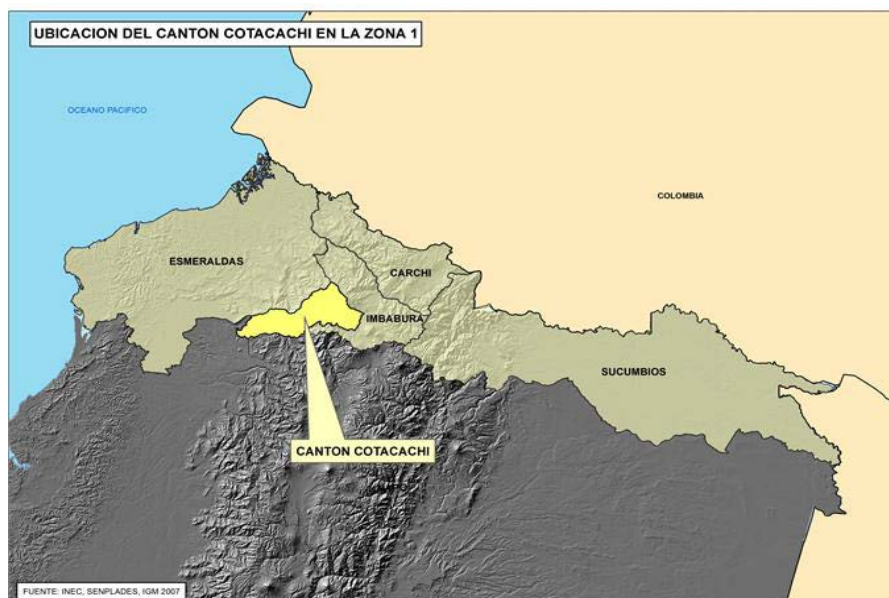 UBICACION DEL CANTON COTACACHI EN LA ZONA 1
OCEANO PACIFICO
COLOMBIA
ESMERALDAS
CARCHI
IMBABURA
SUCUMBIOS
CANTON COTACACHI
FUENTE: INEC, SENPLADES, IGM 2007